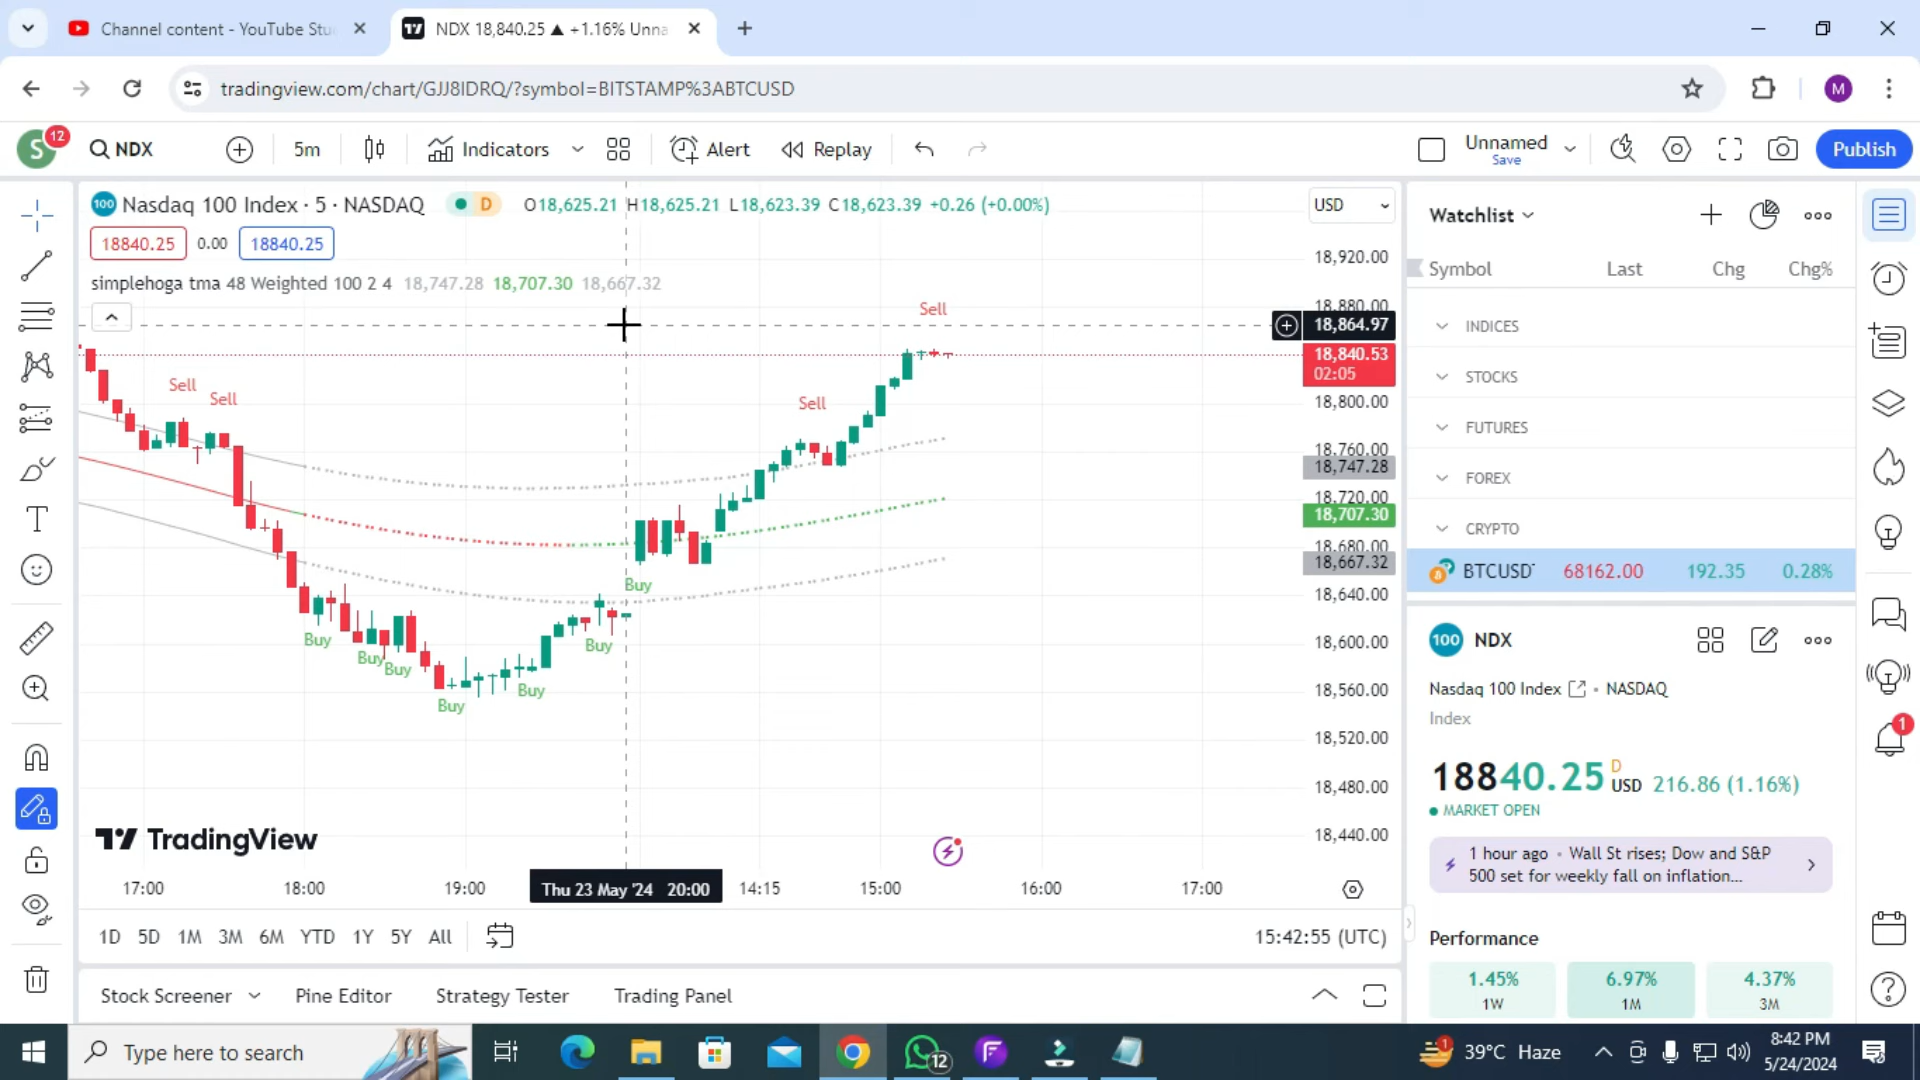 Channel content - YouTube Stu
NDX 18,840.25 ▲ +1.16% Unna
tradingview.com/chart/GJJ8IDRQ/?symbol=BITSTAMP%3ABTCUSD
S 12 NDX 5m Indicators Alert Replay Unnamed Save Publish
100 Nasdaq 100 Index · 5 · NASDAQ D O18,625.21 H18,625.21 L18,623.39 C18,623.39 +0.26 (+0.00%) USD
18840.25 0.00 18840.25
simplehoga tma 48 Weighted 100 2 4 18,747.28 18,707.30 18,667.32
18,920.00
18,880.00
18,864.97
18,840.53
02:05
18,800.00
18,760.00
18,747.28
18,720.00
18,707.30
18,680.00
18,667.32
18,640.00
18,600.00
18,560.00
18,520.00
18,480.00
18,440.00
Sell
Sell
Sell
Sell
Buy
Buy
Buy
Buy
Buy
Buy
Buy
TradingView
17:00 18:00 19:00 Thu 23 May '24 20:00 14:15 15:00 16:00 17:00
1D 5D 1M 3M 6M YTD 1Y 5Y All 15:42:55 (UTC)
Stock Screener Pine Editor Strategy Tester Trading Panel
Watchlist
Symbol Last Chg Chg%
INDICES
STOCKS
FUTURES
FOREX
CRYPTO
BTCUSD 68162.00 192.35 0.28%
100 NDX
Nasdaq 100 Index • NASDAQ
Index
18840.25 D USD 216.86 (1.16%)
MARKET OPEN
1 hour ago • Wall St rises; Dow and S&P
500 set for weekly fall on inflation...
Performance
1.45% 6.97% 4.37%
1W 1M 3M
1
M
Type here to search
12
1
39°C Haze
8:42 PM
5/24/2024